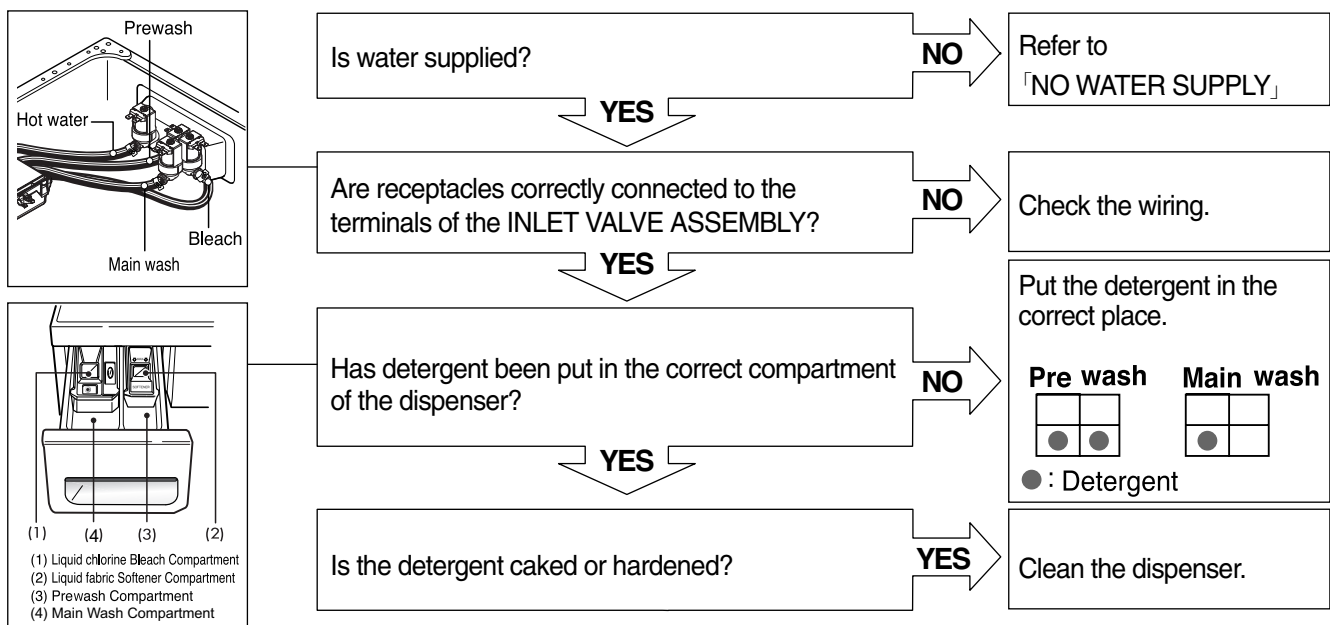 Prewash
Hot water
Bleach
Main wash
Is water supplied?
NO
Refer to
「NO WATER SUPPLY」
YES
Are receptacles correctly connected to the
terminals of the INLET VALVE ASSEMBLY?
NO
Check the wiring.
YES
Has detergent been put in the correct compartment
of the dispenser?
NO
Put the detergent in the
correct place.
Pre wash
Main wash
● : Detergent
YES
Is the detergent caked or hardened?
YES
Clean the dispenser.
SOFTENER
(1) (4) (3) (2)
(1) Liquid chlorine Bleach Compartment
(2) Liquid fabric Softener Compartment
(3) Prewash Compartment
(4) Main Wash Compartment